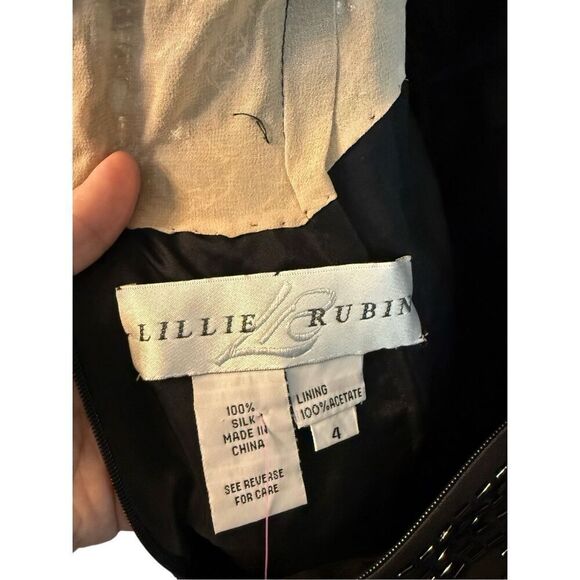 LILLIE RUBIN
100%
SILK
MADE IN
CHINA
SEE REVERSE
FOR CARE
LINING
100% ACETATE
4